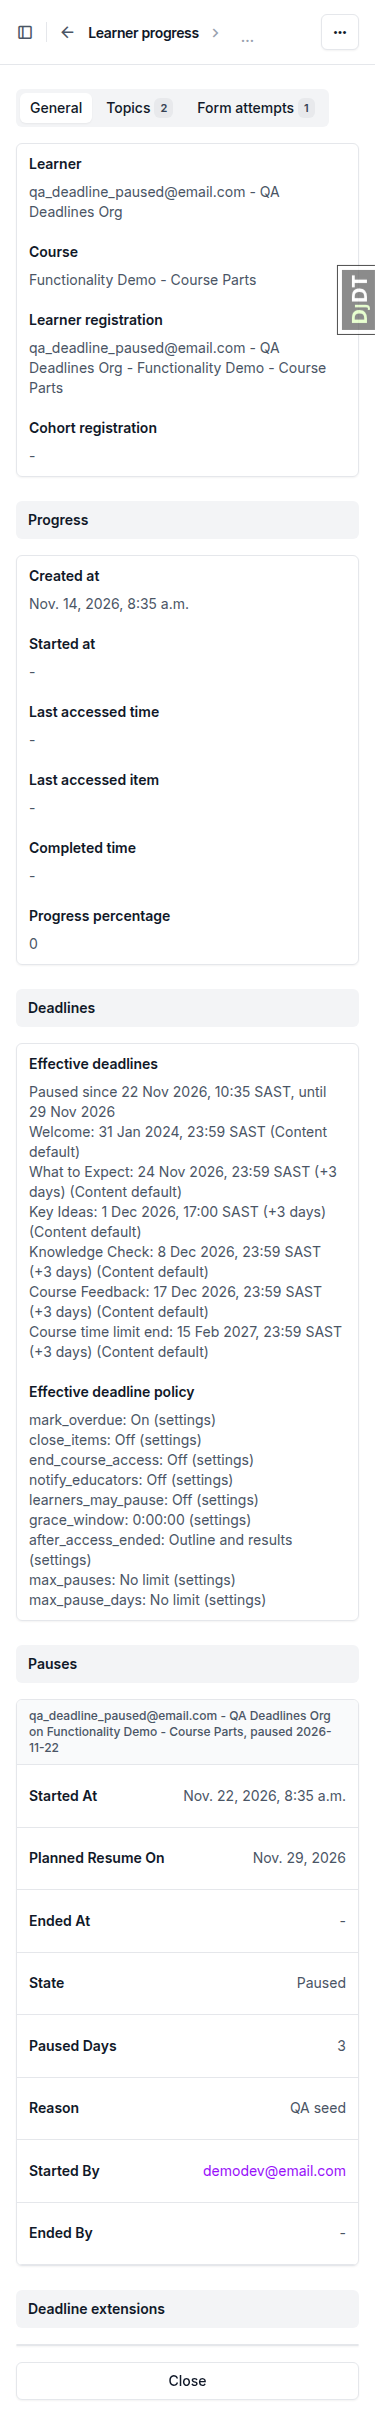 Learner progress
...
General
Topics 2
Form attempts 1
Learner
qa_deadline_paused@email.com - QA
Deadlines Org
Course
Functionality Demo - Course Parts
DjDT
Learner registration
qa_deadline_paused@email.com - QA
Deadlines Org - Functionality Demo - Course
Parts
Cohort registration
-
Progress
Created at
Nov. 14, 2026, 8:35 a.m.
Started at
-
Last accessed time
-
Last accessed item
-
Completed time
-
Progress percentage
0
Deadlines
Effective deadlines
Paused since 22 Nov 2026, 10:35 SAST, until
29 Nov 2026
Welcome: 31 Jan 2024, 23:59 SAST (Content
default)
What to Expect: 24 Nov 2026, 23:59 SAST (+3
days) (Content default)
Key Ideas: 1 Dec 2026, 17:00 SAST (+3 days)
(Content default)
Knowledge Check: 8 Dec 2026, 23:59 SAST
(+3 days) (Content default)
Course Feedback: 17 Dec 2026, 23:59 SAST
(+3 days) (Content default)
Course time limit end: 15 Feb 2027, 23:59 SAST
(+3 days) (Content default)
Effective deadline policy
mark_overdue: On (settings)
close_items: Off (settings)
end_course_access: Off (settings)
notify_educators: Off (settings)
learners_may_pause: Off (settings)
grace_window: 0:00:00 (settings)
after_access_ended: Outline and results
(settings)
max_pauses: No limit (settings)
max_pause_days: No limit (settings)
Pauses
qa_deadline_paused@email.com - QA Deadlines Org
on Functionality Demo - Course Parts, paused 2026-
11-22
Started At Nov. 22, 2026, 8:35 a.m.
Planned Resume On Nov. 29, 2026
Ended At -
State Paused
Paused Days 3
Reason QA seed
Started By demodev@email.com
Ended By -
Deadline extensions
Close